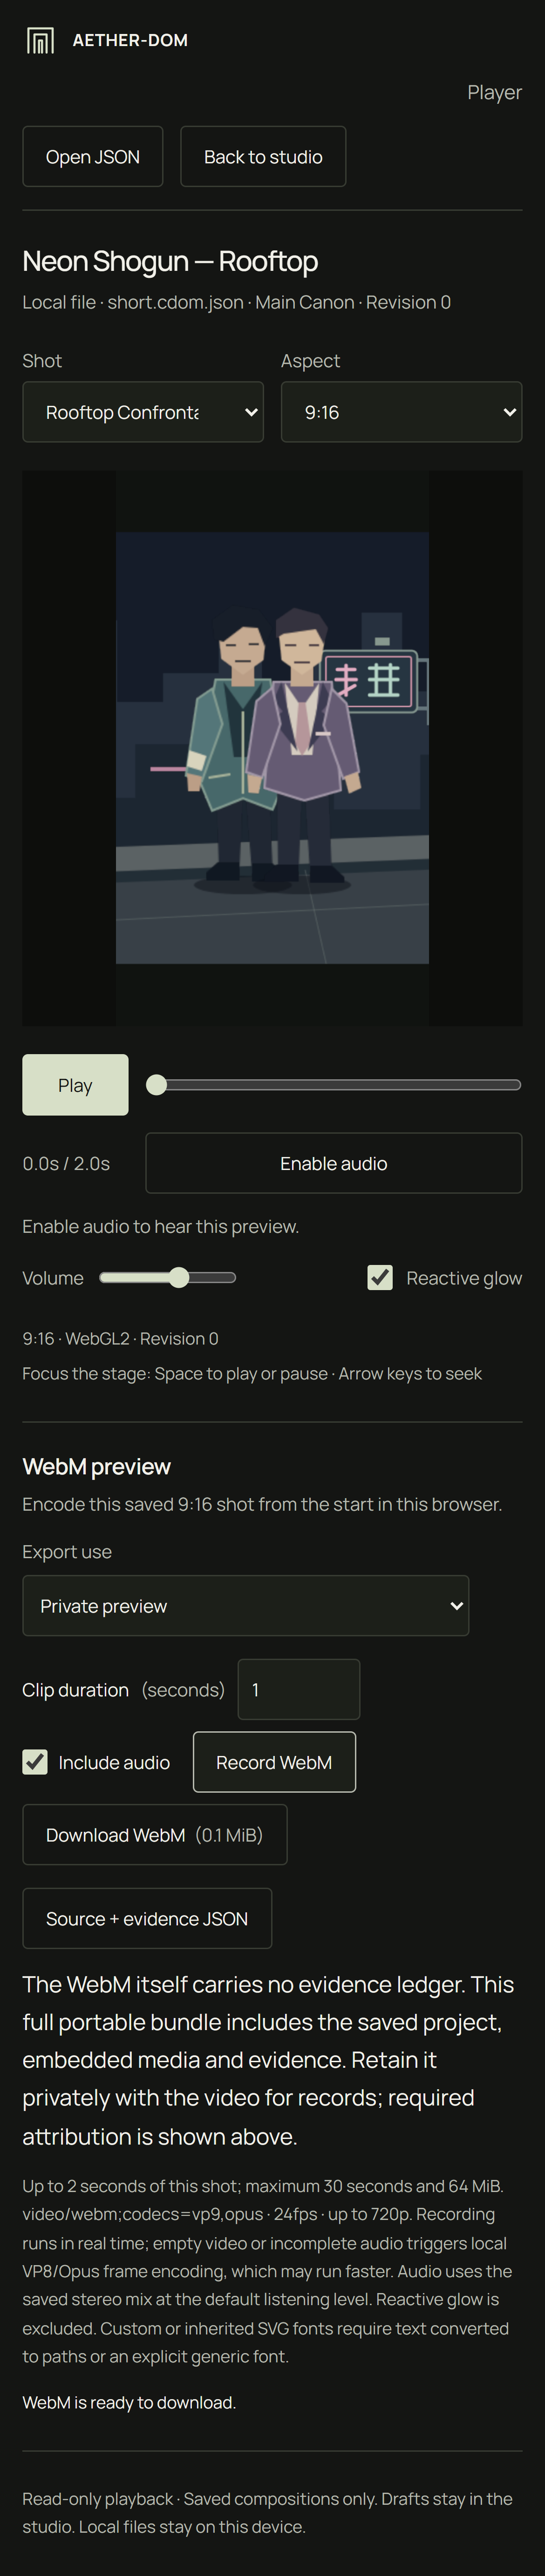 AETHER-DOM
Player
Open JSON
Back to studio
Neon Shogun — Rooftop
Local file · short.cdom.json · Main Canon · Revision 0
Shot
Aspect
Rooftop Confronta
9:16
Play
0.0s / 2.0s
Enable audio
Enable audio to hear this preview.
Volume
Reactive glow
9:16 · WebGL2 · Revision 0
Focus the stage: Space to play or pause · Arrow keys to seek
WebM preview
Encode this saved 9:16 shot from the start in this browser.
Export use
Private preview
Clip duration (seconds) 1
Include audio
Record WebM
Download WebM (0.1 MiB)
Source + evidence JSON
The WebM itself carries no evidence ledger. This
full portable bundle includes the saved project,
embedded media and evidence. Retain it
privately with the video for records; required
attribution is shown above.
Up to 2 seconds of this shot; maximum 30 seconds and 64 MiB.
video/webm;codecs=vp9,opus · 24fps · up to 720p. Recording
runs in real time; empty video or incomplete audio triggers local
VP8/Opus frame encoding, which may run faster. Audio uses the
saved stereo mix at the default listening level. Reactive glow is
excluded. Custom or inherited SVG fonts require text converted
to paths or an explicit generic font.
WebM is ready to download.
Read-only playback · Saved compositions only. Drafts stay in the
studio. Local files stay on this device.